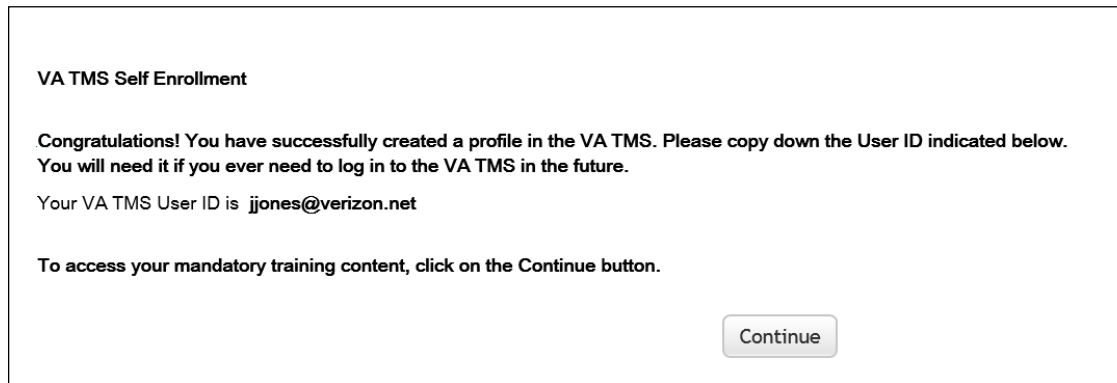 VA TMS Self Enrollment
Congratulations! You have successfully created a profile in the VA TMS. Please copy down the User ID indicated below.
You will need it if you ever need to log in to the VA TMS in the future.
Your VA TMS User ID is jjones@verizon.net
To access your mandatory training content, click on the Continue button.
Continue